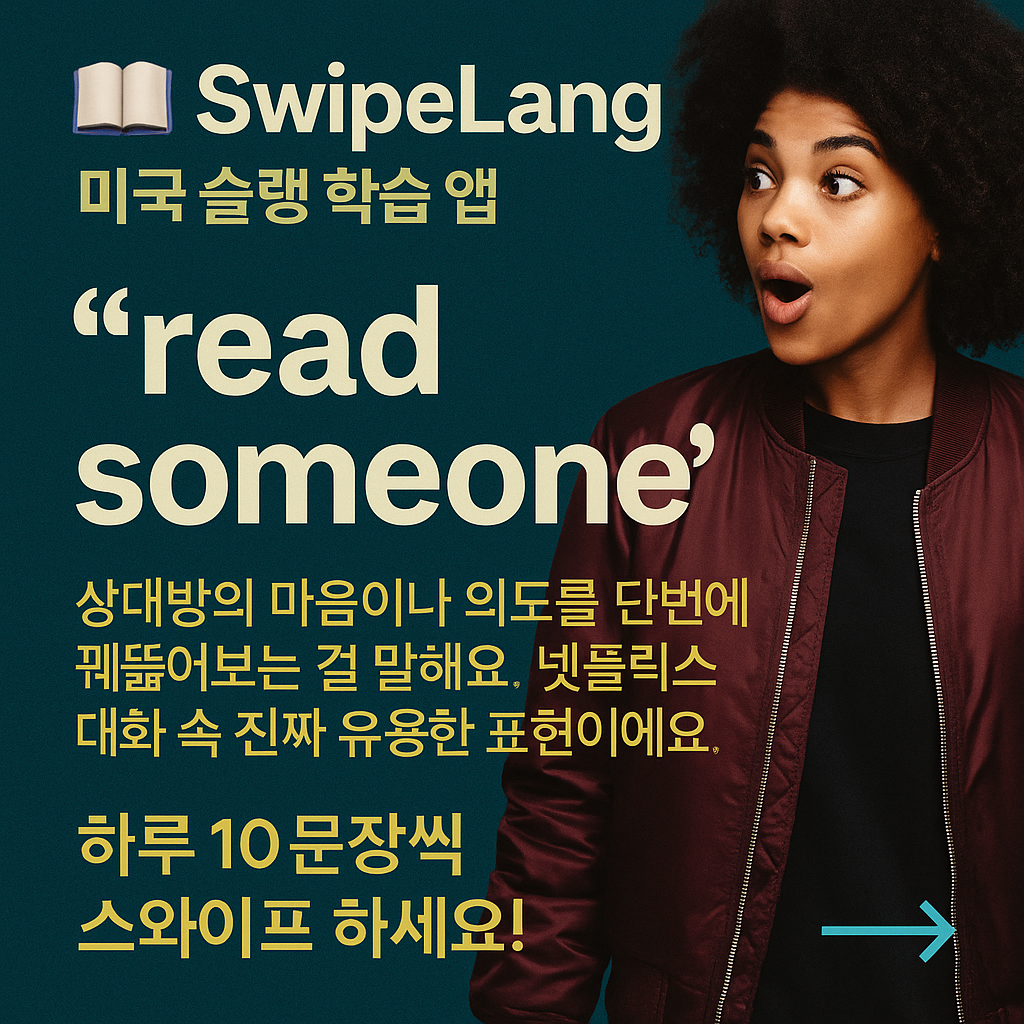 SwipeLang
미국 슬랭 학습 앱
“read
someone’
상대방의 마음이나 의도를 단번에
꿰뚫어보는 걸 말해요. 넷플릭스
대화 속 진짜 유용한 표현이에요.
하루 10문장씩
스와이프 하세요!